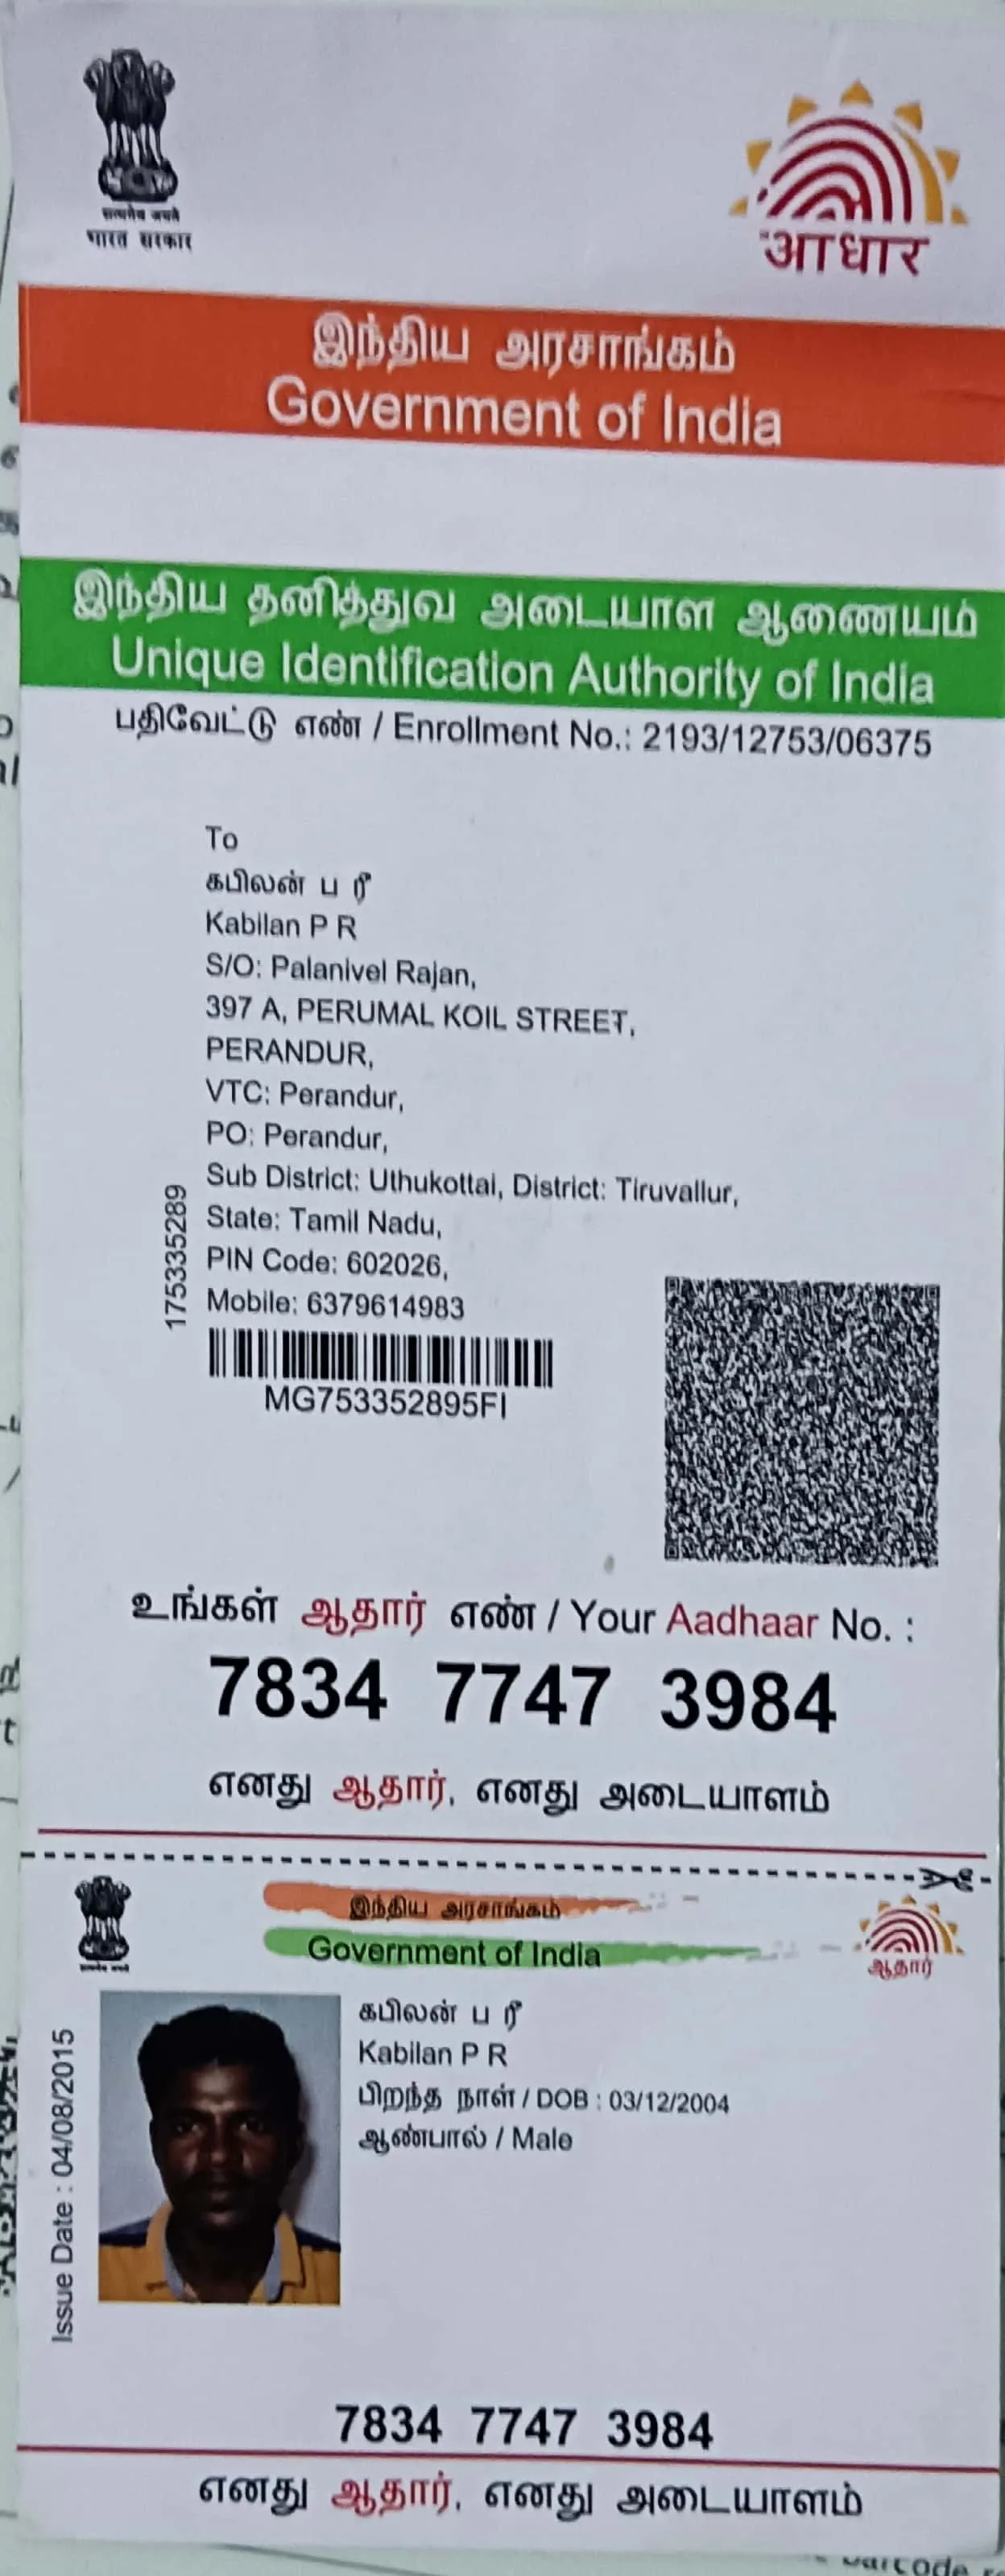 सत्यमेव जयते
भारत सरकार
आधार
இந்திய அரசாங்கம்
Government of India
இந்திய தனித்துவ அடையாள ஆணையம்
Unique Identification Authority of India
பதிவேட்டு எண் / Enrollment No.: 2193/12753/06375
To
கபிலன் ப ரீ
Kabilan P R
S/O: Palanivel Rajan,
397 A, PERUMAL KOIL STREET,
PERANDUR,
VTC: Perandur,
PO: Perandur,
Sub District: Uthukottai, District: Tiruvallur,
State: Tamil Nadu,
PIN Code: 602026,
Mobile: 6379614983
175335289
MG753352895FI
உங்கள் ஆதார் எண் / Your Aadhaar No. :
7834 7747 3984
எனது ஆதார், எனது அடையாளம்
இந்திய அரசாங்கம்
Government of India
ஆதார்
கபிலன் ப ரீ
Kabilan P R
பிறந்த நாள் / DOB : 03/12/2004
ஆண்பால் / Male
Issue Date : 04/08/2015
7834 7747 3984
எனது ஆதார், எனது அடையாளம்